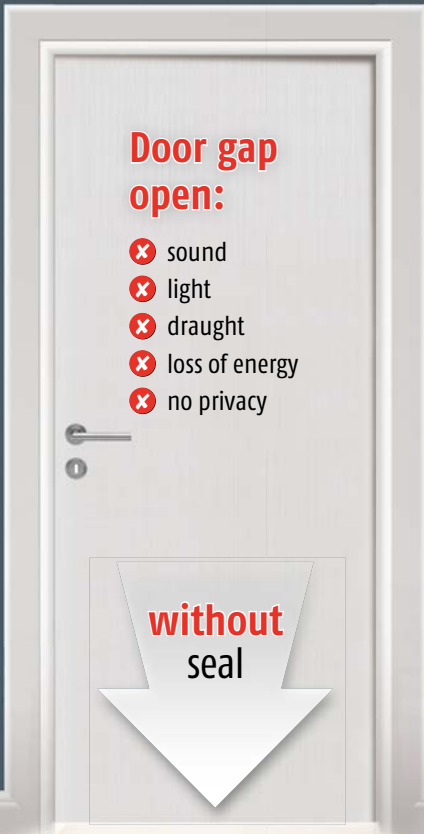 Door gap
open:
sound
light
draught
loss of energy
no privacy
without
seal